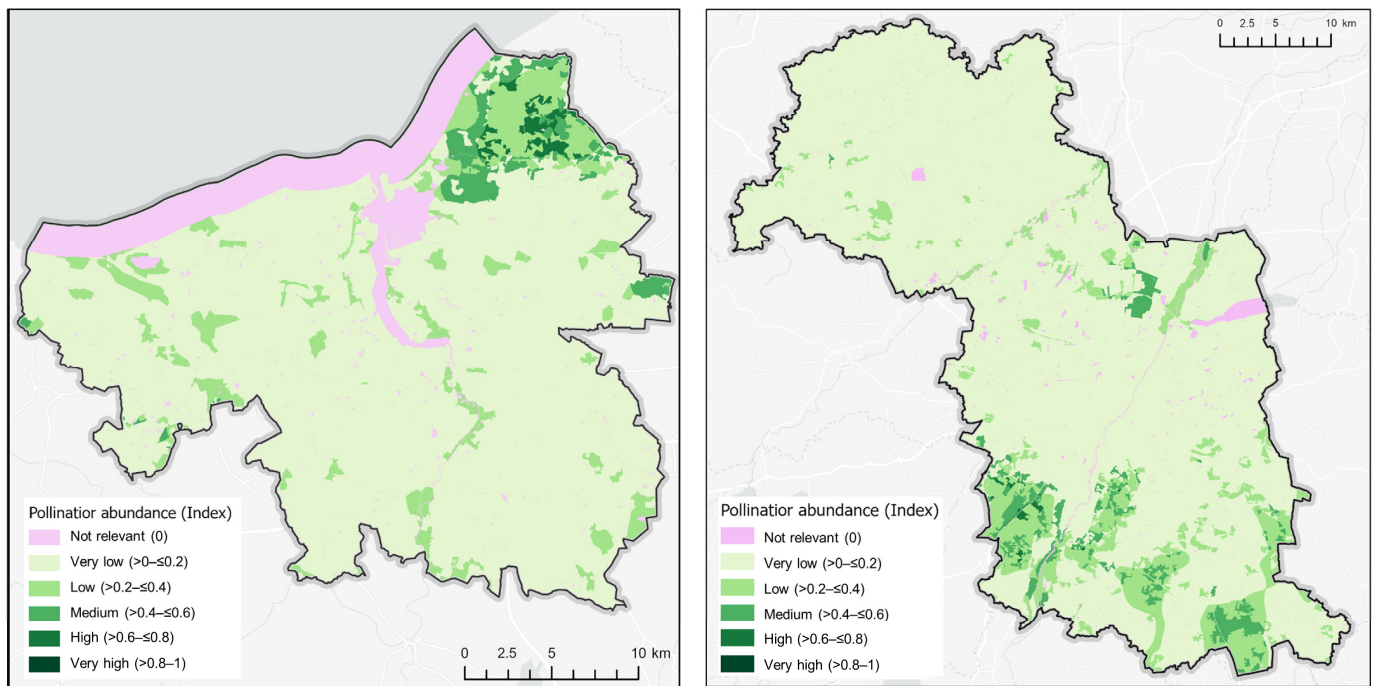 0 2.5 5 10 km
Pollinatior abundance (Index)
Not relevant (0)
Very low (>0–≤0.2)
Low (>0.2–≤0.4)
Medium (>0.4–≤0.6)
High (>0.6–≤0.8)
Very high (>0.8–1)
0 2.5 5 10 km
Pollinatior abundance (Index)
Not relevant (0)
Very low (>0–≤0.2)
Low (>0.2–≤0.4)
Medium (>0.4–≤0.6)
High (>0.6–≤0.8)
Very high (>0.8–1)